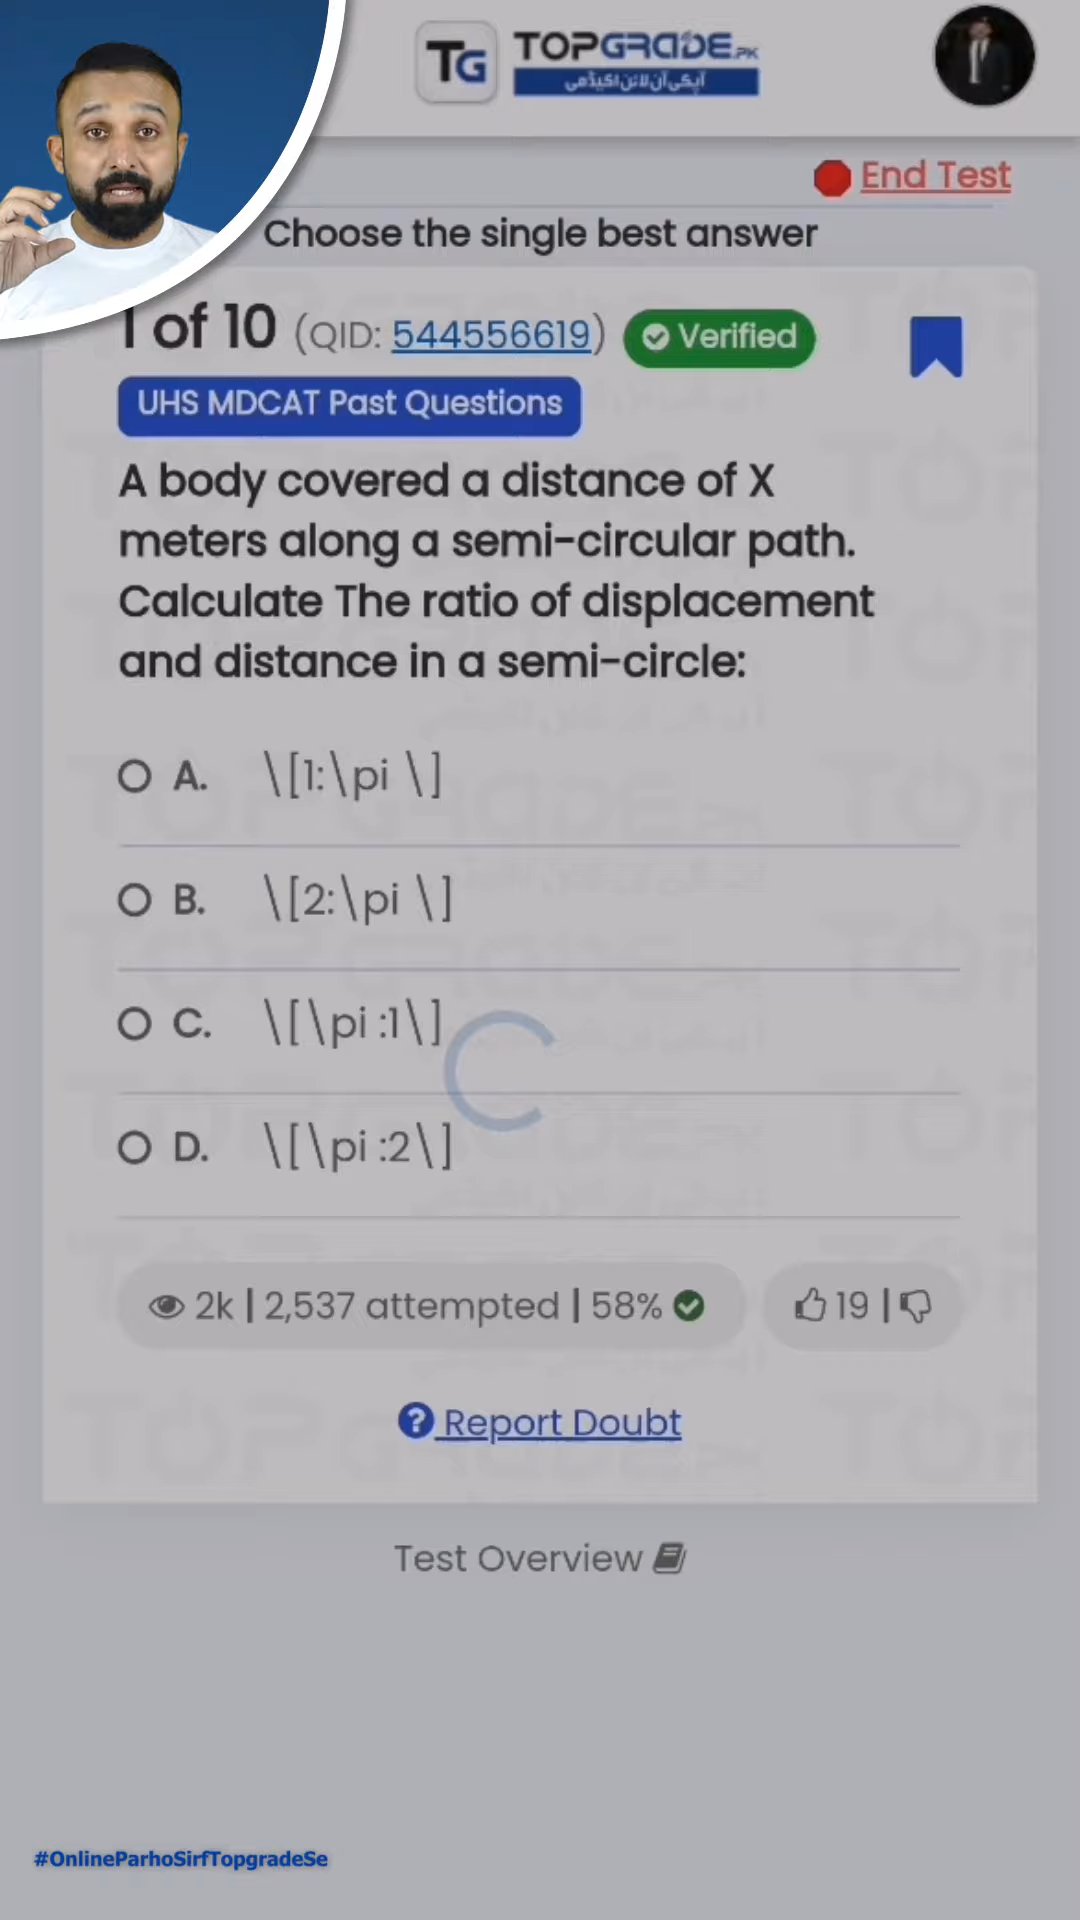 TG TOPGRADE.PK
آپکی آن لائن اکیڈمی
End Test
Choose the single best answer
1 of 10 (QID: 544556619) Verified
UHS MDCAT Past Questions
A body covered a distance of X
meters along a semi-circular path.
Calculate The ratio of displacement
and distance in a semi-circle:
A. \[1:\pi \]
B. \[2:\pi \]
C. \[\pi :1\]
D. \[\pi :2\]
2k | 2,537 attempted | 58%
19 |
Report Doubt
Test Overview
#OnlineParhoSirfTopgradeSe